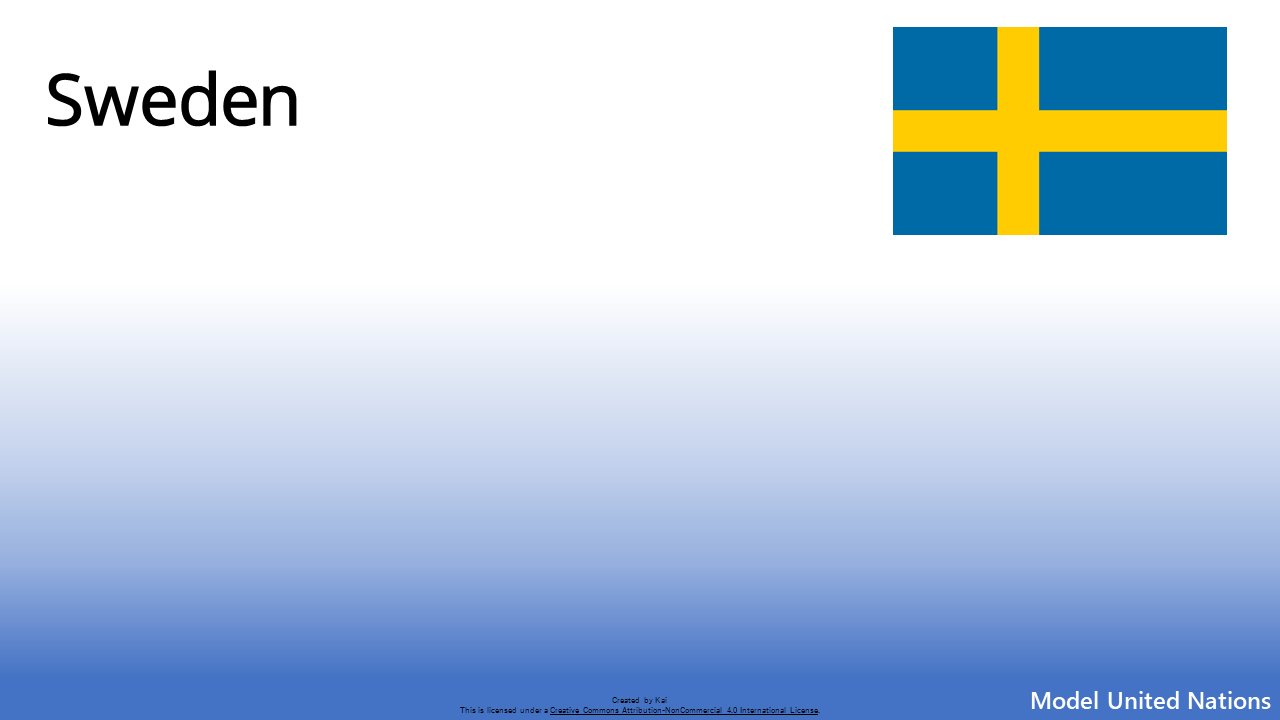 Sweden
Created by Kai
This is licensed under a Creative Commons Attribution-NonCommercial 4.0 International License.
Model United Nations